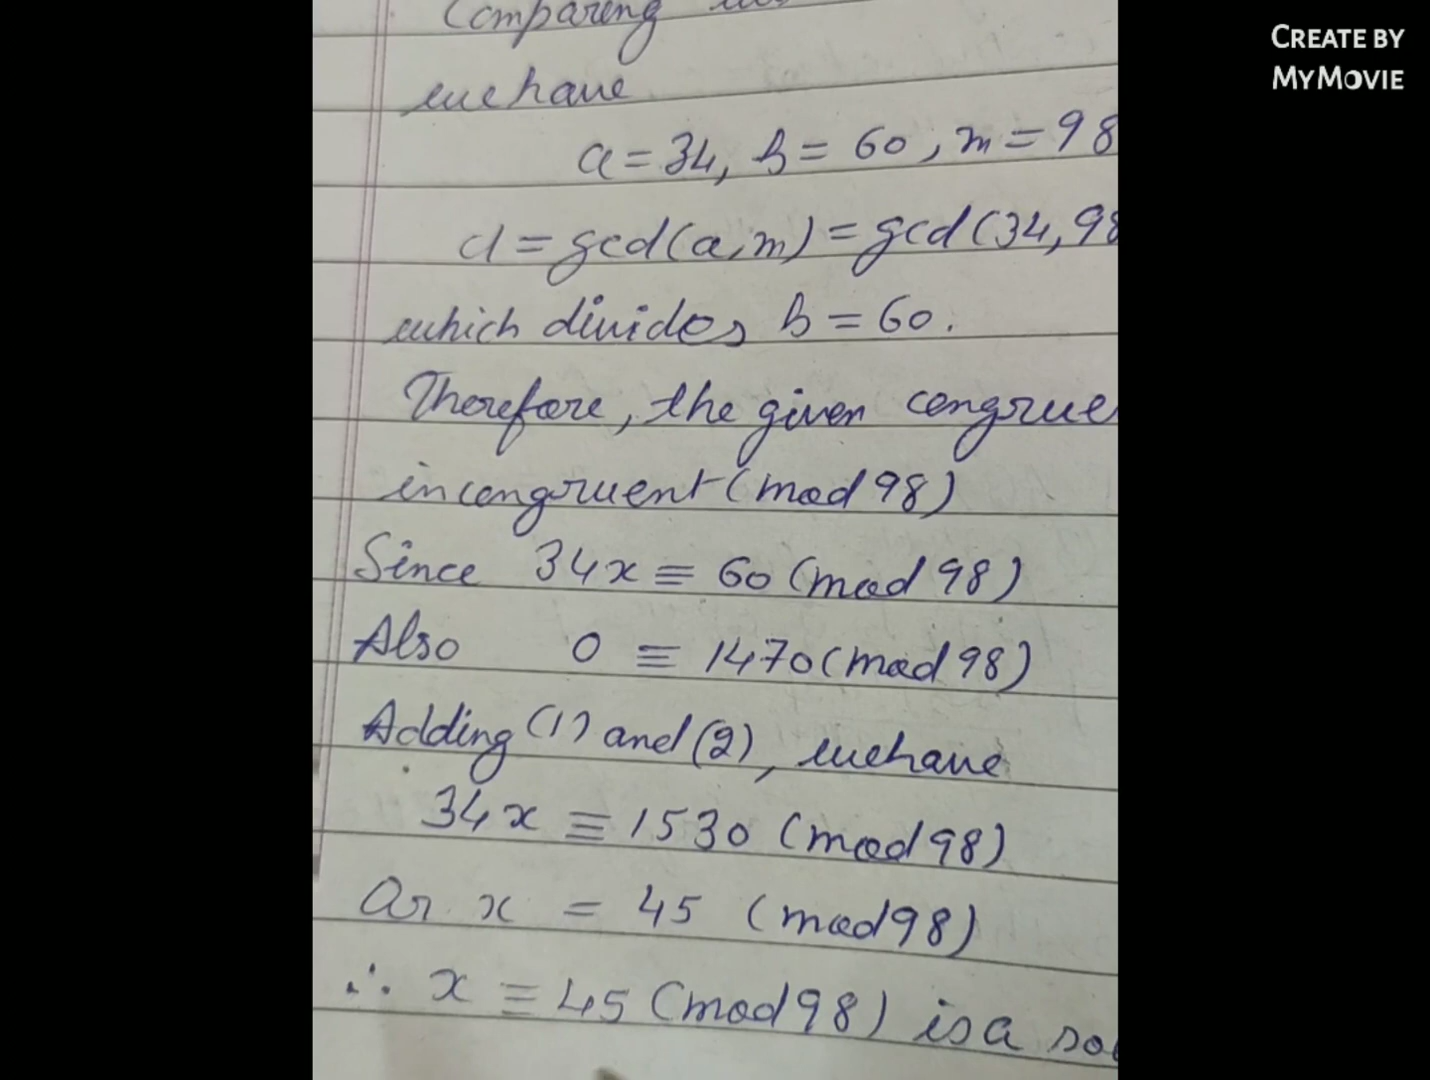 CREATE BY
MYMOVIE
Comparing
we have
a = 34, b = 60, m = 98
d = gcd(a,m) = gcd(34,98
which divides b = 60.
Therefore, the given congrue
incongruent (mod 98)
Since 34x ≡ 60 (mod 98)
Also 0 ≡ 1470 (mod 98)
Adding (1) and (2), we have
34x ≡ 1530 (mod 98)
Or x = 45 (mod 98)
∴ x ≡ 45 (mod 98) is a so